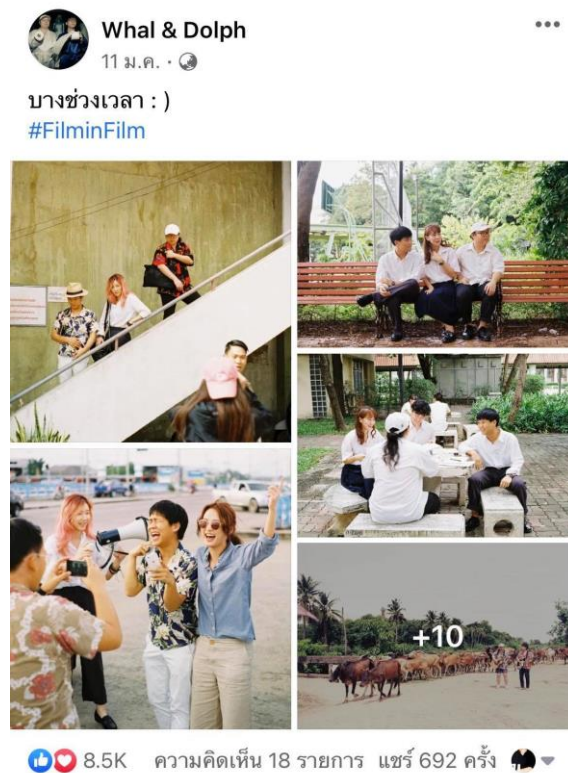 Whal & Dolph
11 ม.ค. ·
บางช่วงเวลา : )
#FilminFilm
+10
8.5K ความคิดเห็น 18 รายการ แชร์ 692 ครั้ง